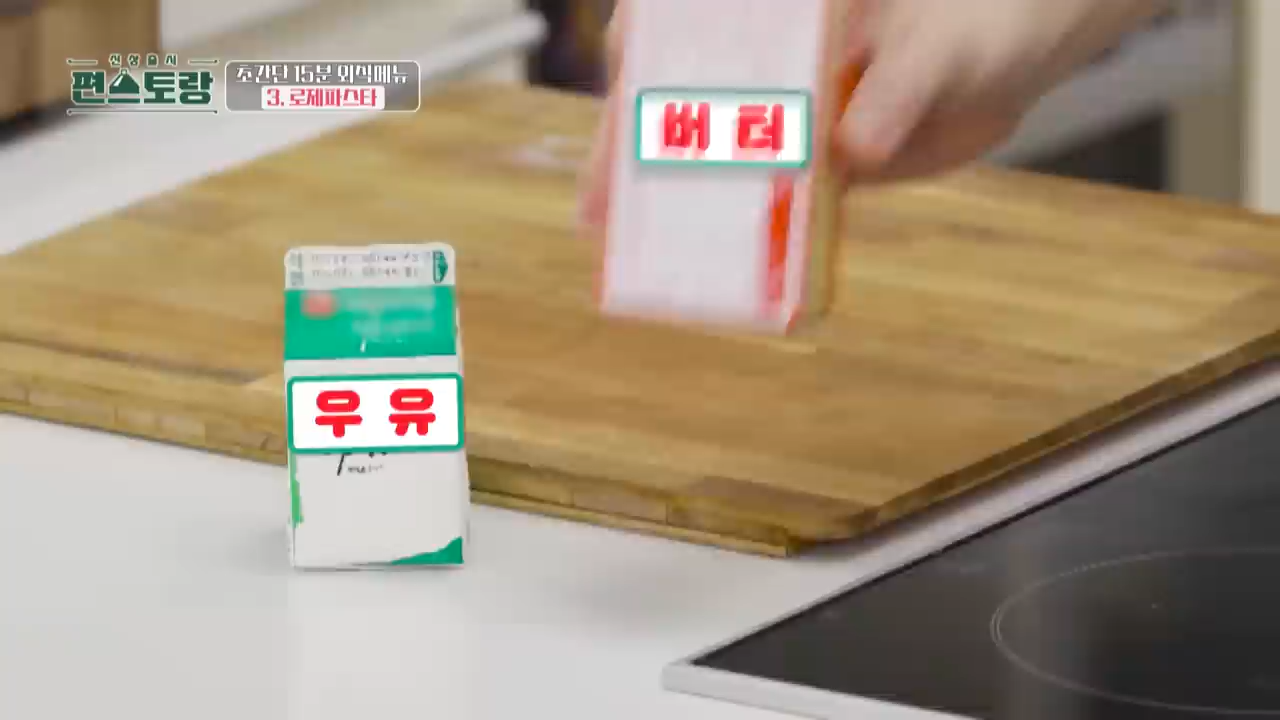 신상출시
편스토랑
초간단 15분 외식메뉴
3. 로제파스타
버터
우유